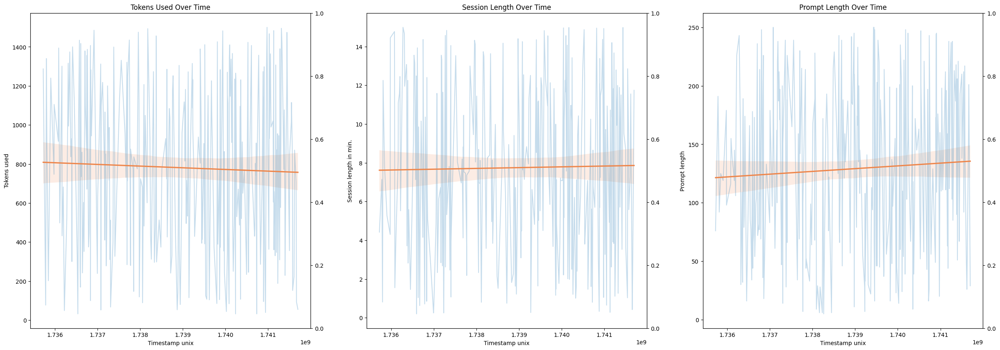 Tokens Used Over Time
Tokens used
1400
1200
1000
800
600
400
200
0
1.0
0.8
0.6
0.4
0.2
0.0
1.736 1.737 1.738 1.739 1.740 1.741
1e9
Timestamp unix
Session Length Over Time
Session length in min.
14
12
10
8
6
4
2
0
1.0
0.8
0.6
0.4
0.2
0.0
1.736 1.737 1.738 1.739 1.740 1.741
1e9
Timestamp unix
Prompt Length Over Time
Prompt length
250
200
150
100
50
0
1.0
0.8
0.6
0.4
0.2
0.0
1.736 1.737 1.738 1.739 1.740 1.741
1e9
Timestamp unix